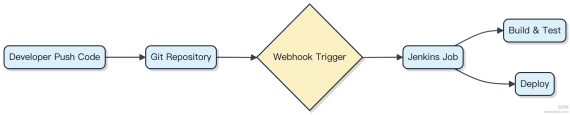 Developer Push Code
Git Repository
Webhook Trigger
Jenkins Job
Build & Test
Deploy